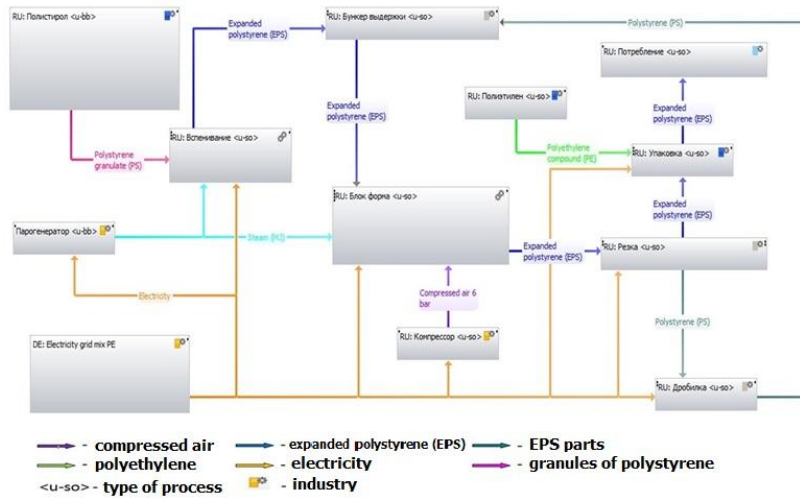 RU: Полистирол <u-bb>
Expanded
polystyrene (EPS)
RU: Бункер выдержки <u-so>
Polystyrene (PS)
RU: Потребление <u-so>
Expanded
polystyrene (EPS)
RU: Полиэтилен <u-so>
Expanded
polystyrene (EPS)
RU: Вспенивание <u-so>
Polystyrene
granulate (PS)
Polyethylene
compound (PE)
RU: Упаковка <u-so>
RU: Блок форма <u-so>
Expanded
polystyrene (EPS)
Парогенератор <u-bb>
Steam (MJ)
Expanded
polystyrene (EPS)
RU: Резка <u-so>
Electricity
Compressed air 6
bar
Polystyrene (PS)
DE: Electricity grid mix PE
RU: Компрессор <u-so>
RU: Дробилка <u-so>
- compressed air
- expanded polystyrene (EPS)
- EPS parts
- polyethylene
- electricity
- granules of polystyrene
<u-so> - type of process
- industry